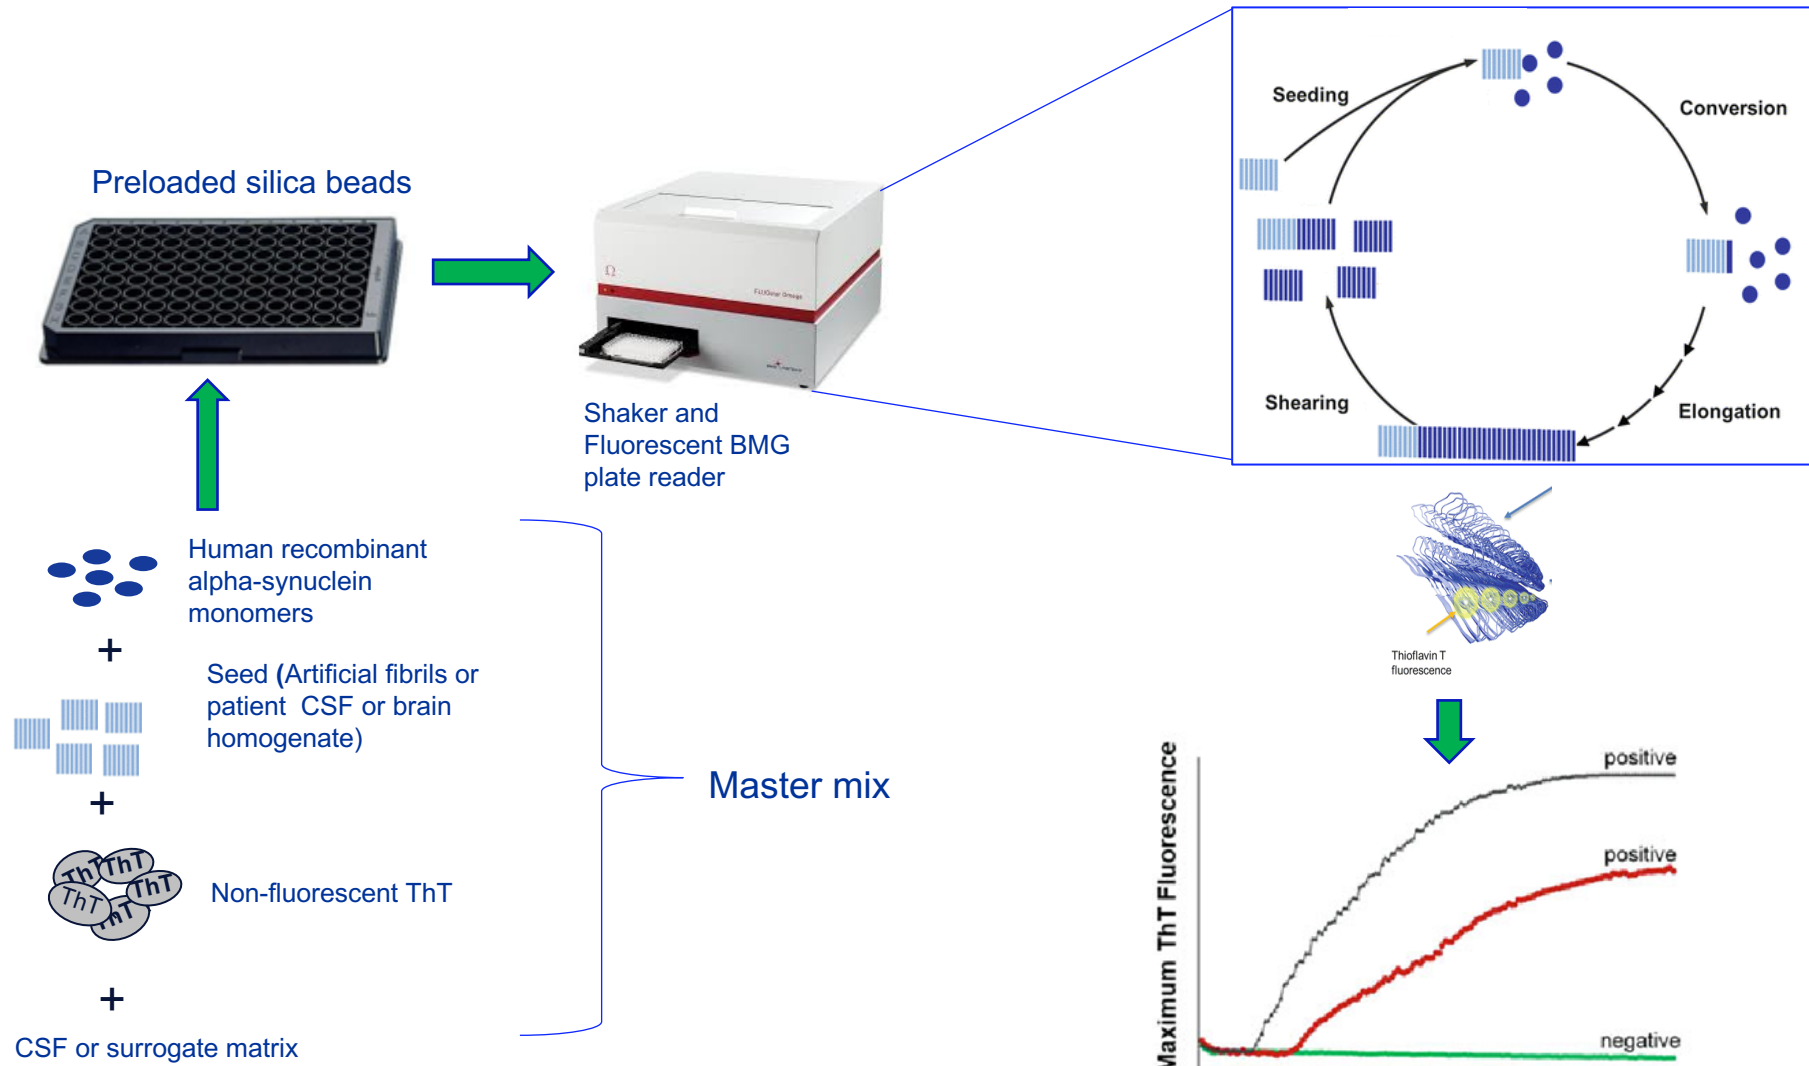 Preloaded silica beads
Ω
FLUOstar Omega
Shaker and
Fluorescent BMG
plate reader
Seeding
Conversion
Shearing
Elongation
Human recombinant
alpha-synuclein
monomers
+
Seed (Artificial fibrils or
patient CSF or brain
homogenate)
+
ThT
ThT
ThT
ThT
ThT
Non-fluorescent ThT
+
CSF or surrogate matrix
Master mix
Thioflavin T
fluorescence
Maximum ThT Fluorescence
positive
positive
negative